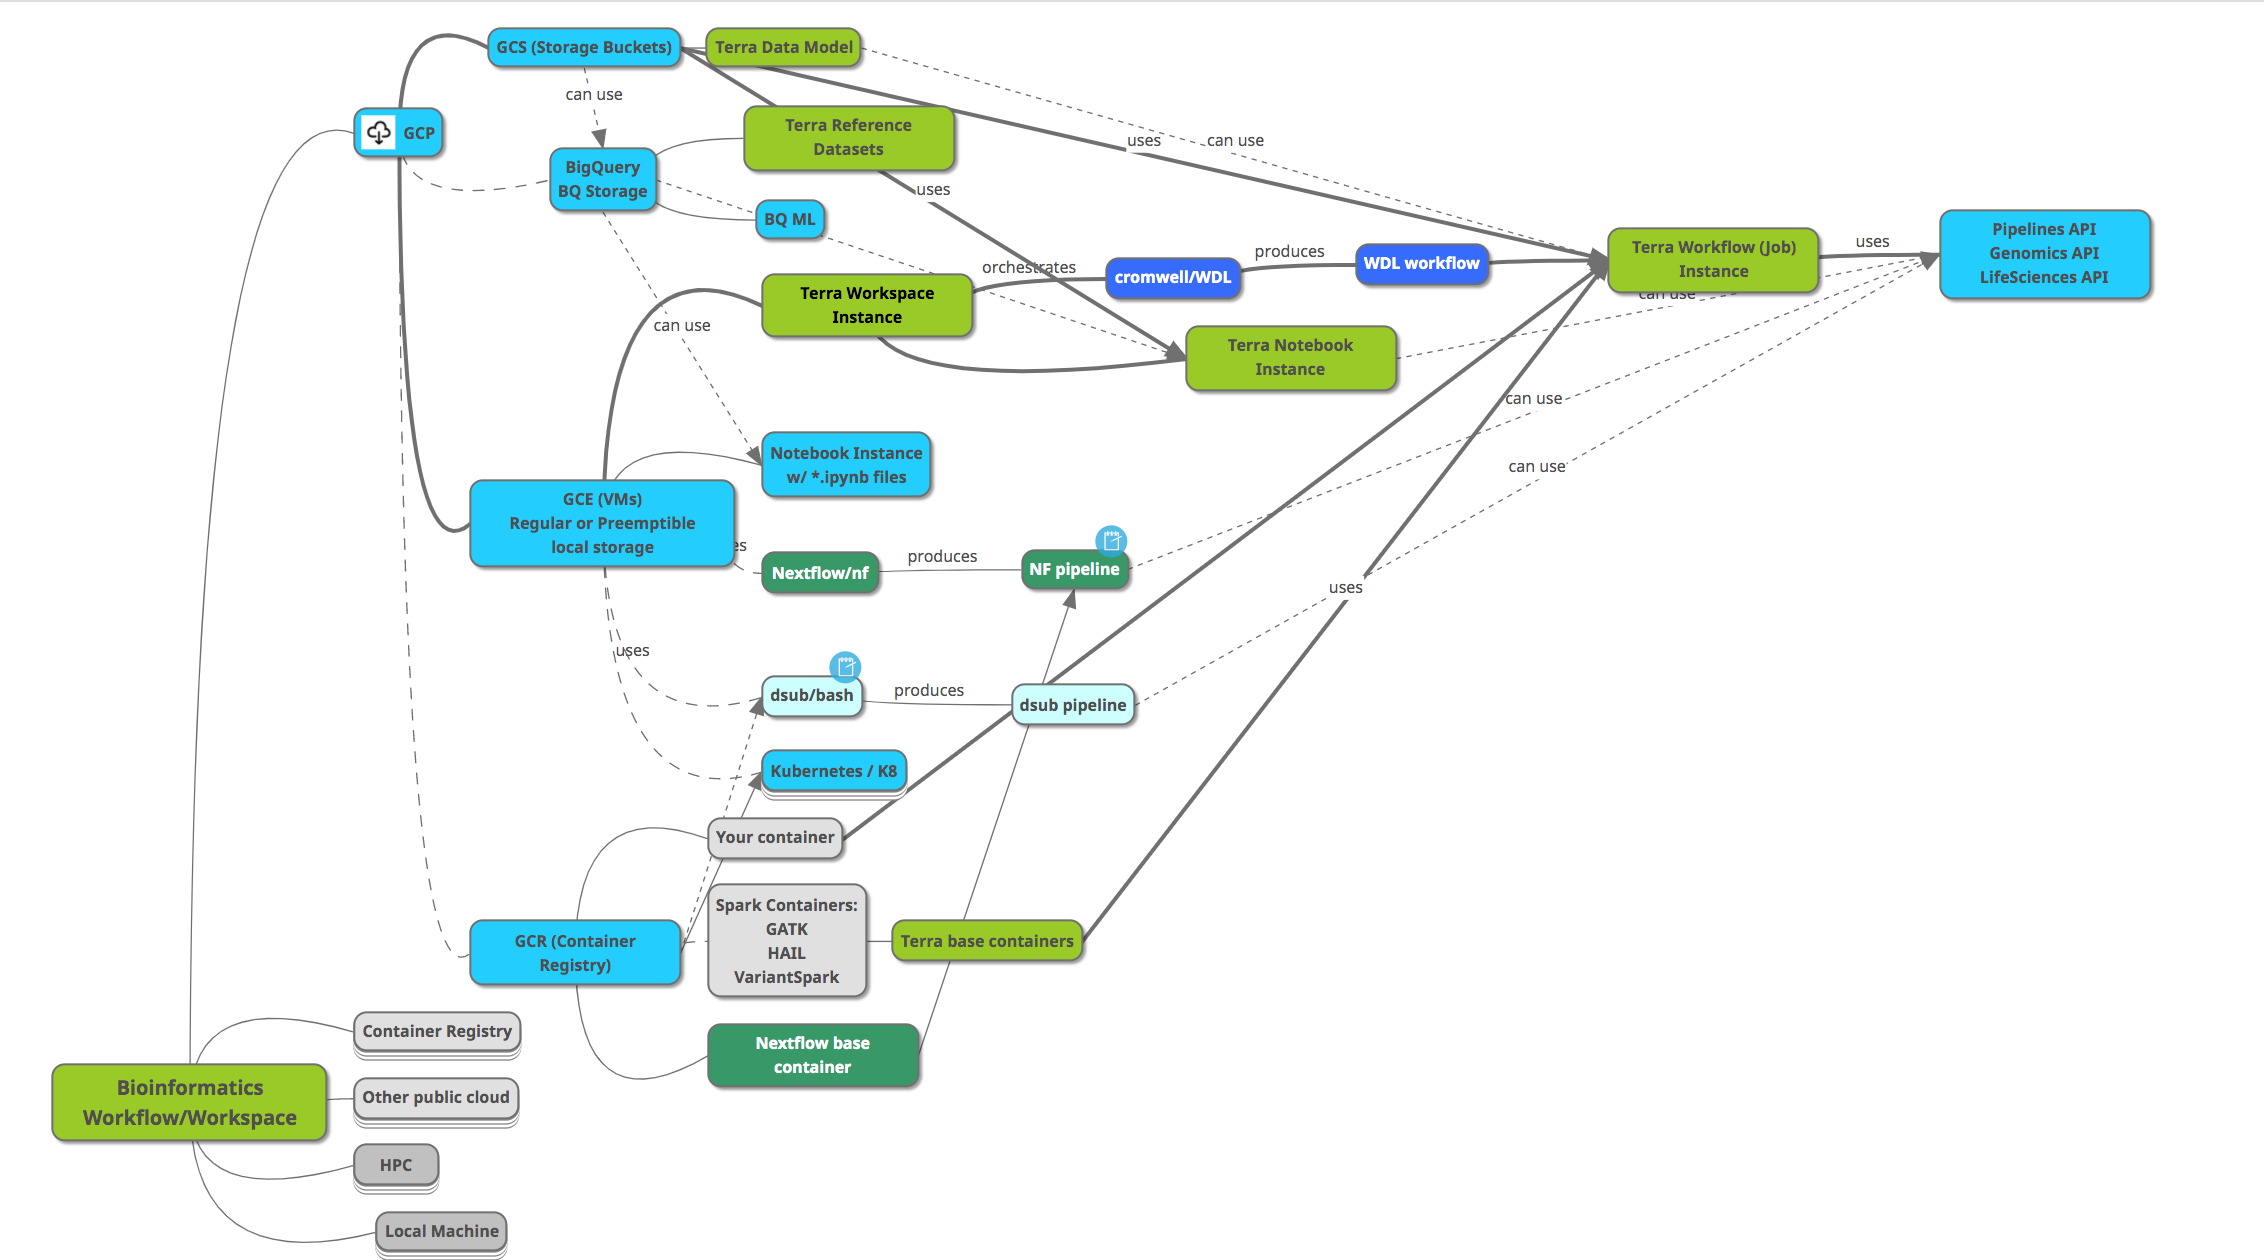 GCS (Storage Buckets)
Terra Data Model
can use
GCP
Terra Reference
Datasets
uses
can use
BigQuery
BQ Storage
uses
BQ ML
Pipelines API
Genomics API
LifeSciences API
Terra Workflow (Job)
Instance
uses
produces
WDL workflow
orchestrates
cromwell/WDL
Terra Workspace
Instance
can use
can use
Terra Notebook
Instance
can use
Notebook Instance
w/ *.ipynb files
can use
GCE (VMs)
Regular or Preemptible
local storage
es
Nextflow/nf
produces
NF pipeline
uses
uses
dsub/bash
produces
dsub pipeline
Kubernetes / K8
Your container
Spark Containers:
GATK
HAIL
VariantSpark
GCR (Container
Registry)
Terra base containers
Nextflow base
container
Container Registry
Bioinformatics
Workflow/Workspace
Other public cloud
HPC
Local Machine